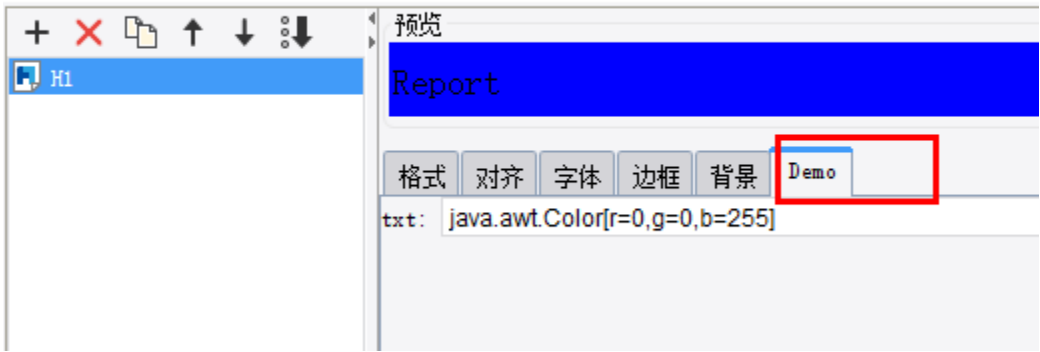 预览
H1
Report
格式 对齐 字体 边框 背景 Demo
txt: java.awt.Color[r=0,g=0,b=255]